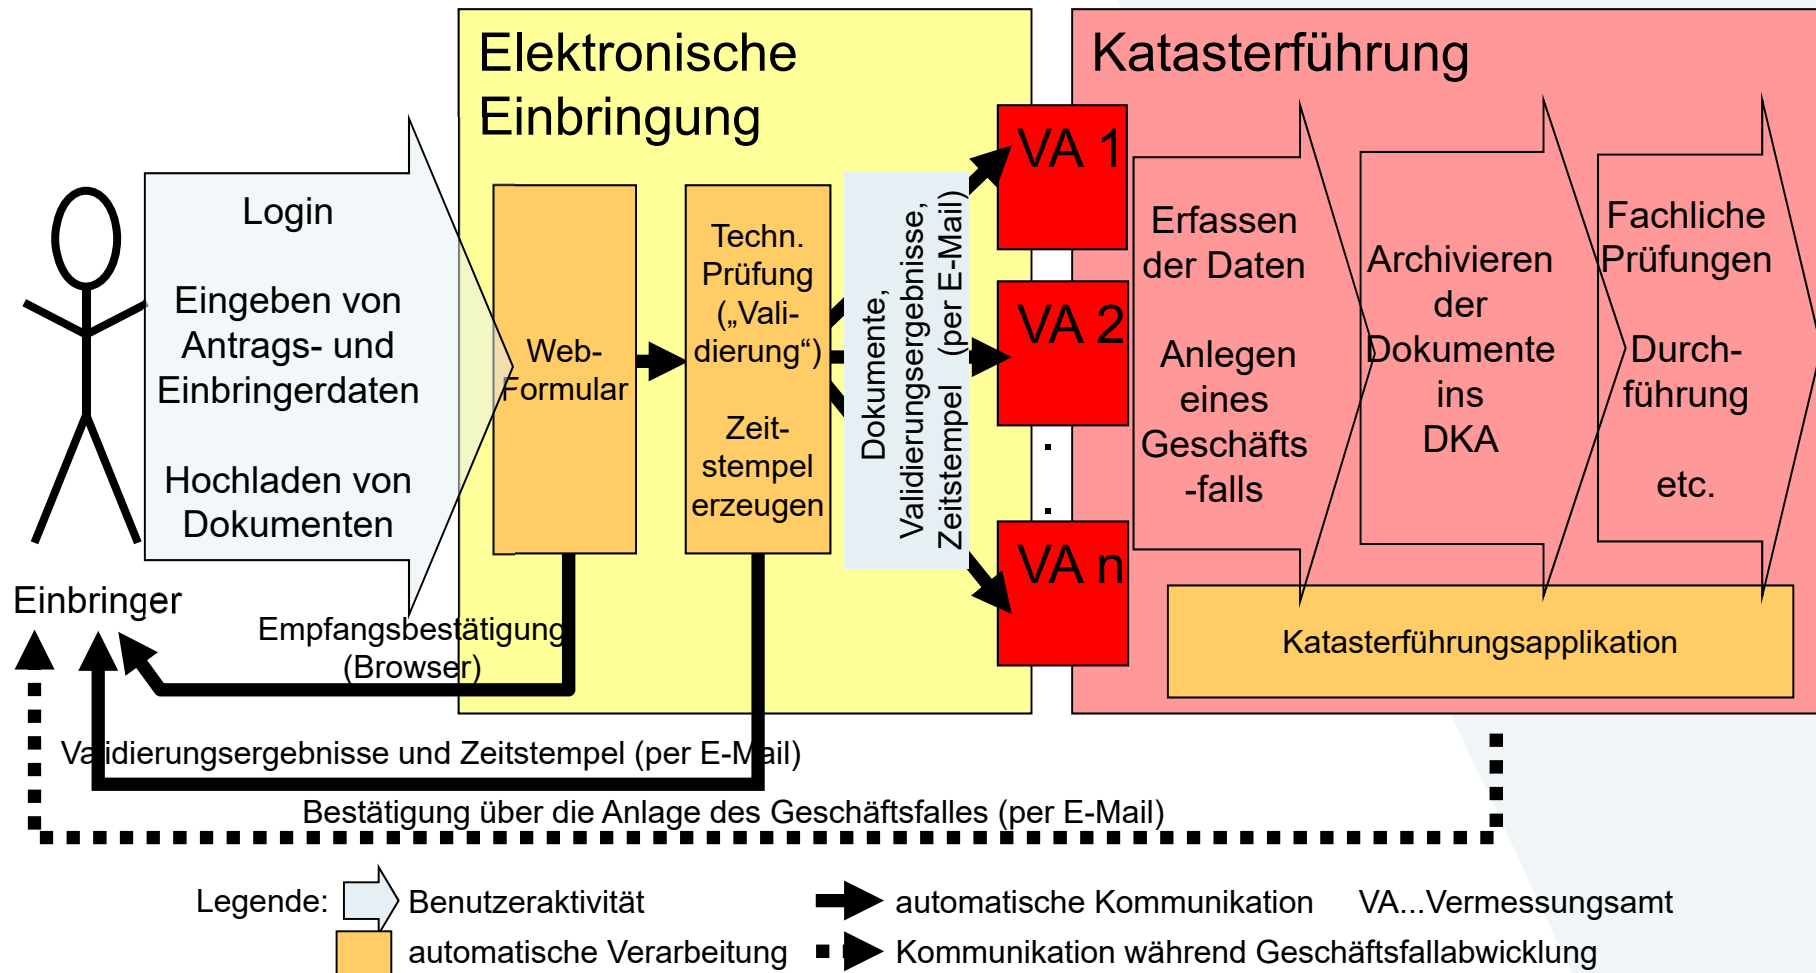 Elektronische
Einbringung
Katasterführung
Login
Eingeben von
Antrags- und
Einbringerdaten
Hochladen von
Dokumenten
Einbringer
Web-
Formular
Techn.
Prüfung
(„Vali-
dierung“)
Zeit-
stempel
erzeugen
Dokumente,
Validierungsergebnisse,
Zeitstempel (per E-Mail)
VA 1
VA 2
.
.
VA n
Erfassen
der Daten
Anlegen
eines
Geschäfts
-falls
Archivieren
der
Dokumente
ins
DKA
Fachliche
Prüfungen
Durch-
führung
etc.
Katasterführungsapplikation
Empfangsbestätigung
(Browser)
Validierungsergebnisse und Zeitstempel (per E-Mail)
Bestätigung über die Anlage des Geschäftsfalles (per E-Mail)
Legende:
Benutzeraktivität
automatische Kommunikation
VA...Vermessungsamt
automatische Verarbeitung
Kommunikation während Geschäftsfallabwicklung